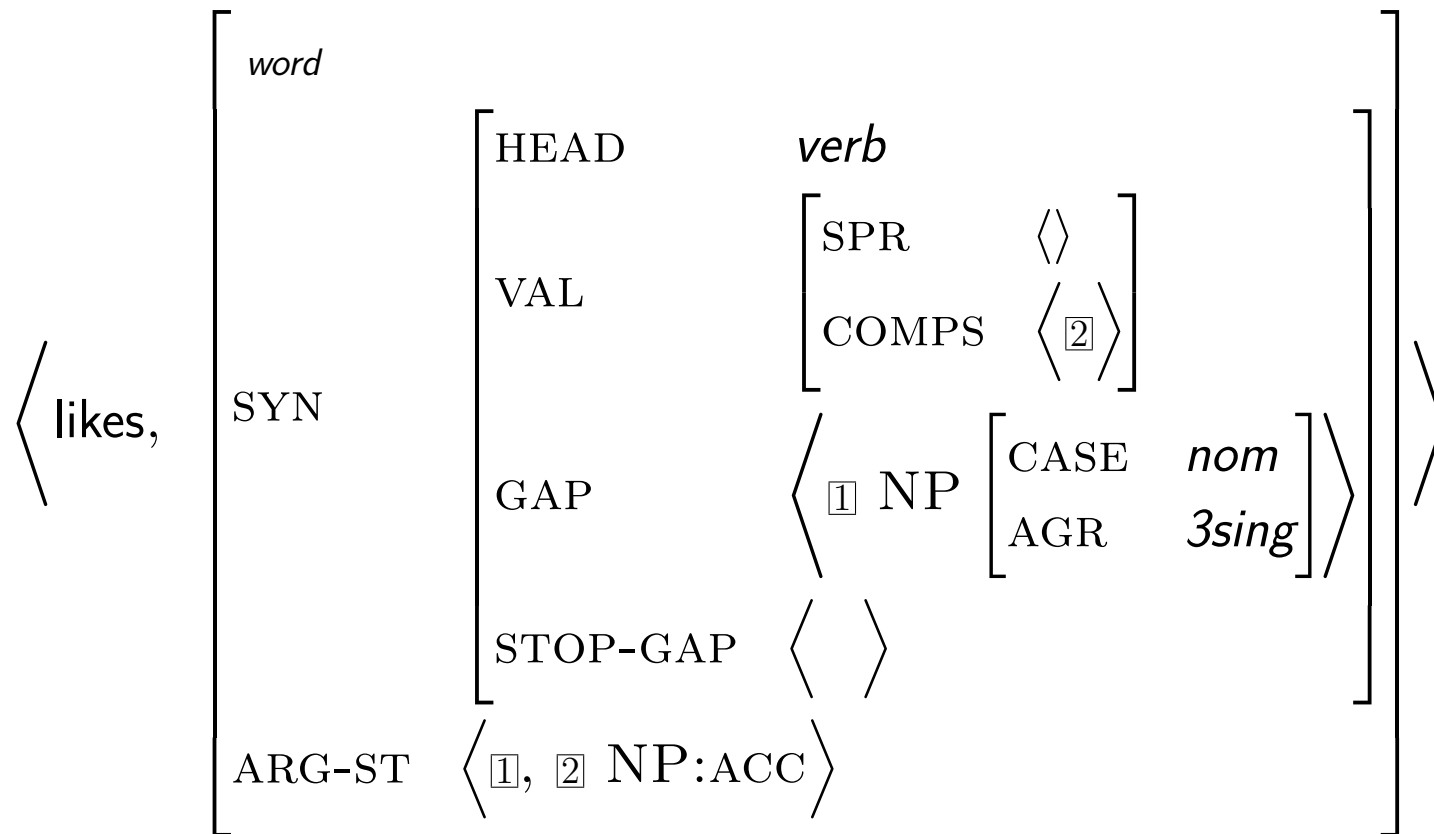 word
HEAD verb
SPR ⟨⟩
VAL
COMPS ⟨ [2] ⟩
SYN
⟨ likes,
GAP ⟨ [1] NP [ CASE nom
AGR 3sing ] ⟩ ⟩
STOP-GAP ⟨ ⟩
ARG-ST ⟨ [1], [2] NP:ACC ⟩